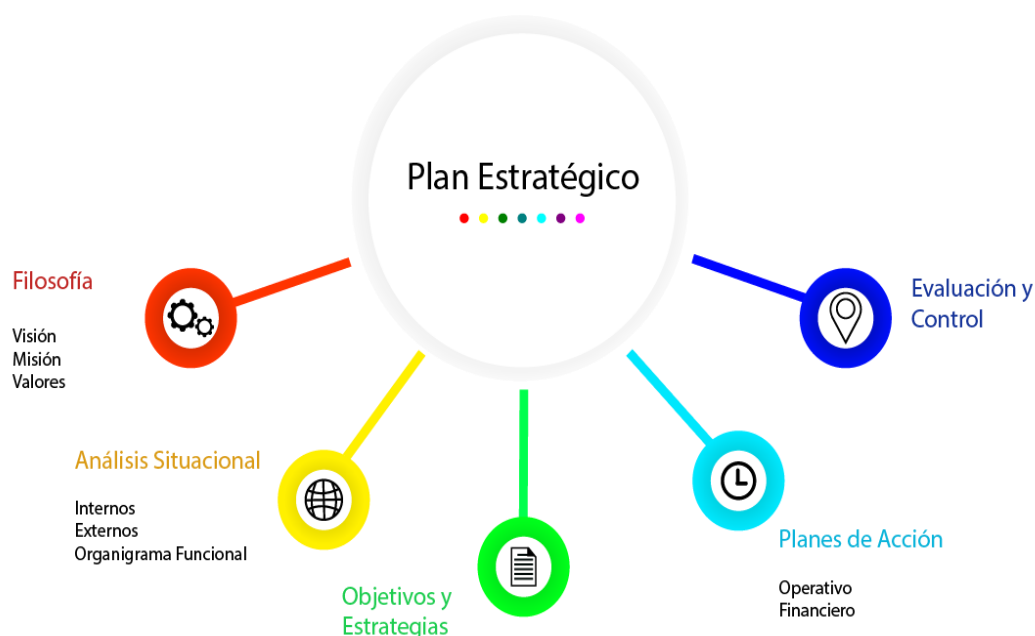 Plan Estratégico
Filosofía
Visión
Misión
Valores
Análisis Situacional
Internos
Externos
Organigrama Funcional
Objetivos y
Estrategias
Planes de Acción
Operativo
Financiero
Evaluación y
Control